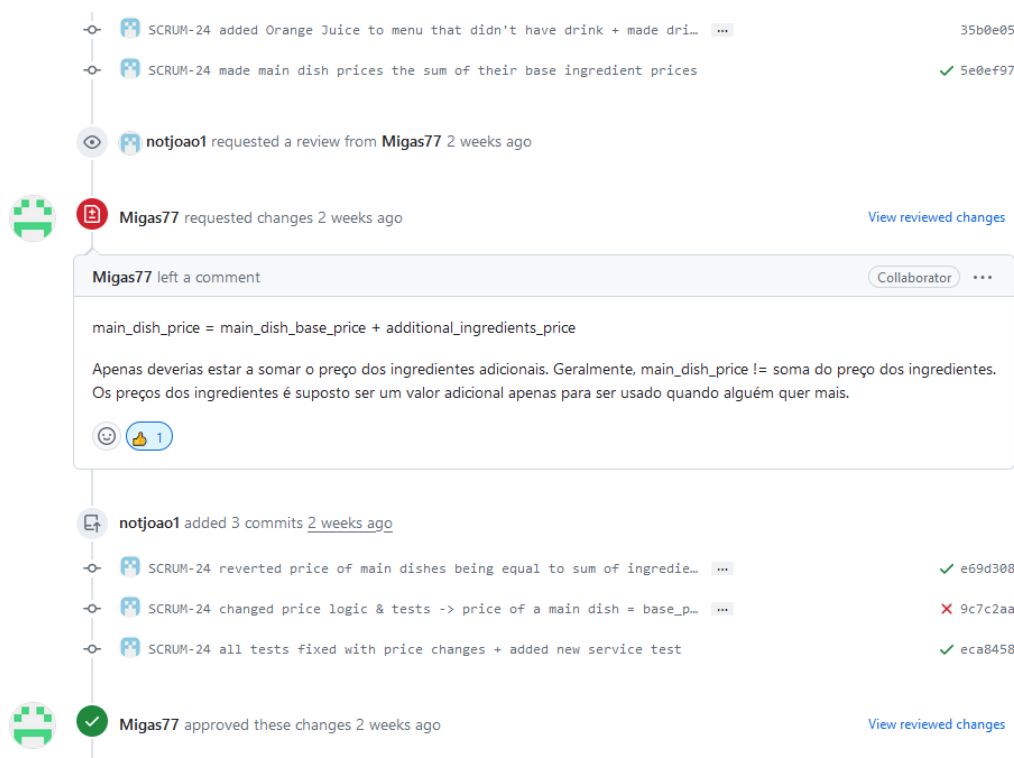 SCRUM-24 added Orange Juice to menu that didn't have drink + made dri… ... 35b0e05
SCRUM-24 made main dish prices the sum of their base ingredient prices 5e0ef97
notjoao1 requested a review from Migas77 2 weeks ago
Migas77 requested changes 2 weeks ago View reviewed changes
Migas77 left a comment Collaborator ...
main_dish_price = main_dish_base_price + additional_ingredients_price
Apenas deverias estar a somar o preço dos ingredientes adicionais. Geralmente, main_dish_price != soma do preço dos ingredientes.
Os preços dos ingredientes é suposto ser um valor adicional apenas para ser usado quando alguém quer mais.
1
notjoao1 added 3 commits 2 weeks ago
SCRUM-24 reverted price of main dishes being equal to sum of ingredie… ... e69d308
SCRUM-24 changed price logic & tests -> price of a main dish = base_p… ... 9c7c2aa
SCRUM-24 all tests fixed with price changes + added new service test eca8458
Migas77 approved these changes 2 weeks ago View reviewed changes